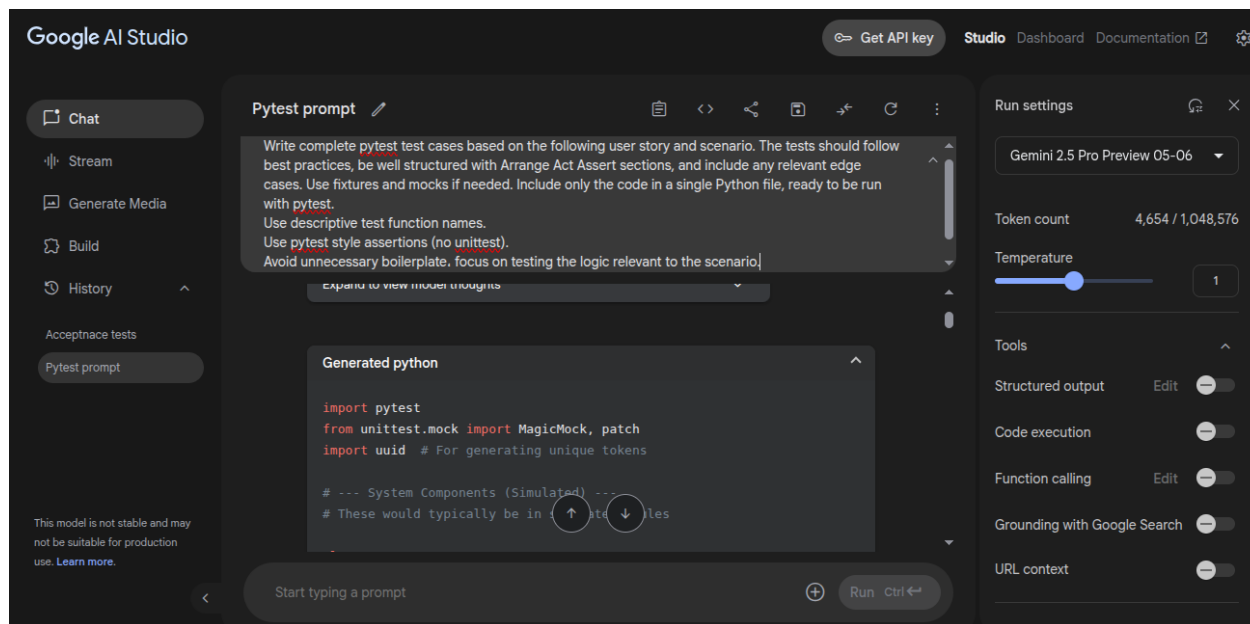 Google AI Studio
Get API key
Studio Dashboard Documentation
Chat
Stream
Generate Media
Build
History
Acceptnace tests
Pytest prompt
This model is not stable and may
not be suitable for production
use. Learn more.
Pytest prompt
Write complete pytest test cases based on the following user story and scenario. The tests should follow
best practices, be well structured with Arrange Act Assert sections, and include any relevant edge
cases. Use fixtures and mocks if needed. Include only the code in a single Python file, ready to be run
with pytest.
Use descriptive test function names.
Use pytest style assertions (no unittest).
Avoid unnecessary boilerplate. focus on testing the logic relevant to the scenario.
Expand to view model thoughts
Generated python
import pytest
from unittest.mock import MagicMock, patch
import uuid # For generating unique tokens
# --- System Components (Simulated) ---
# These would typically be in
Start typing a prompt
Run Ctrl
Run settings
Gemini 2.5 Pro Preview 05-06
Token count 4,654 / 1,048,576
Temperature
1
Tools
Structured output Edit
Code execution
Function calling Edit
Grounding with Google Search
URL context